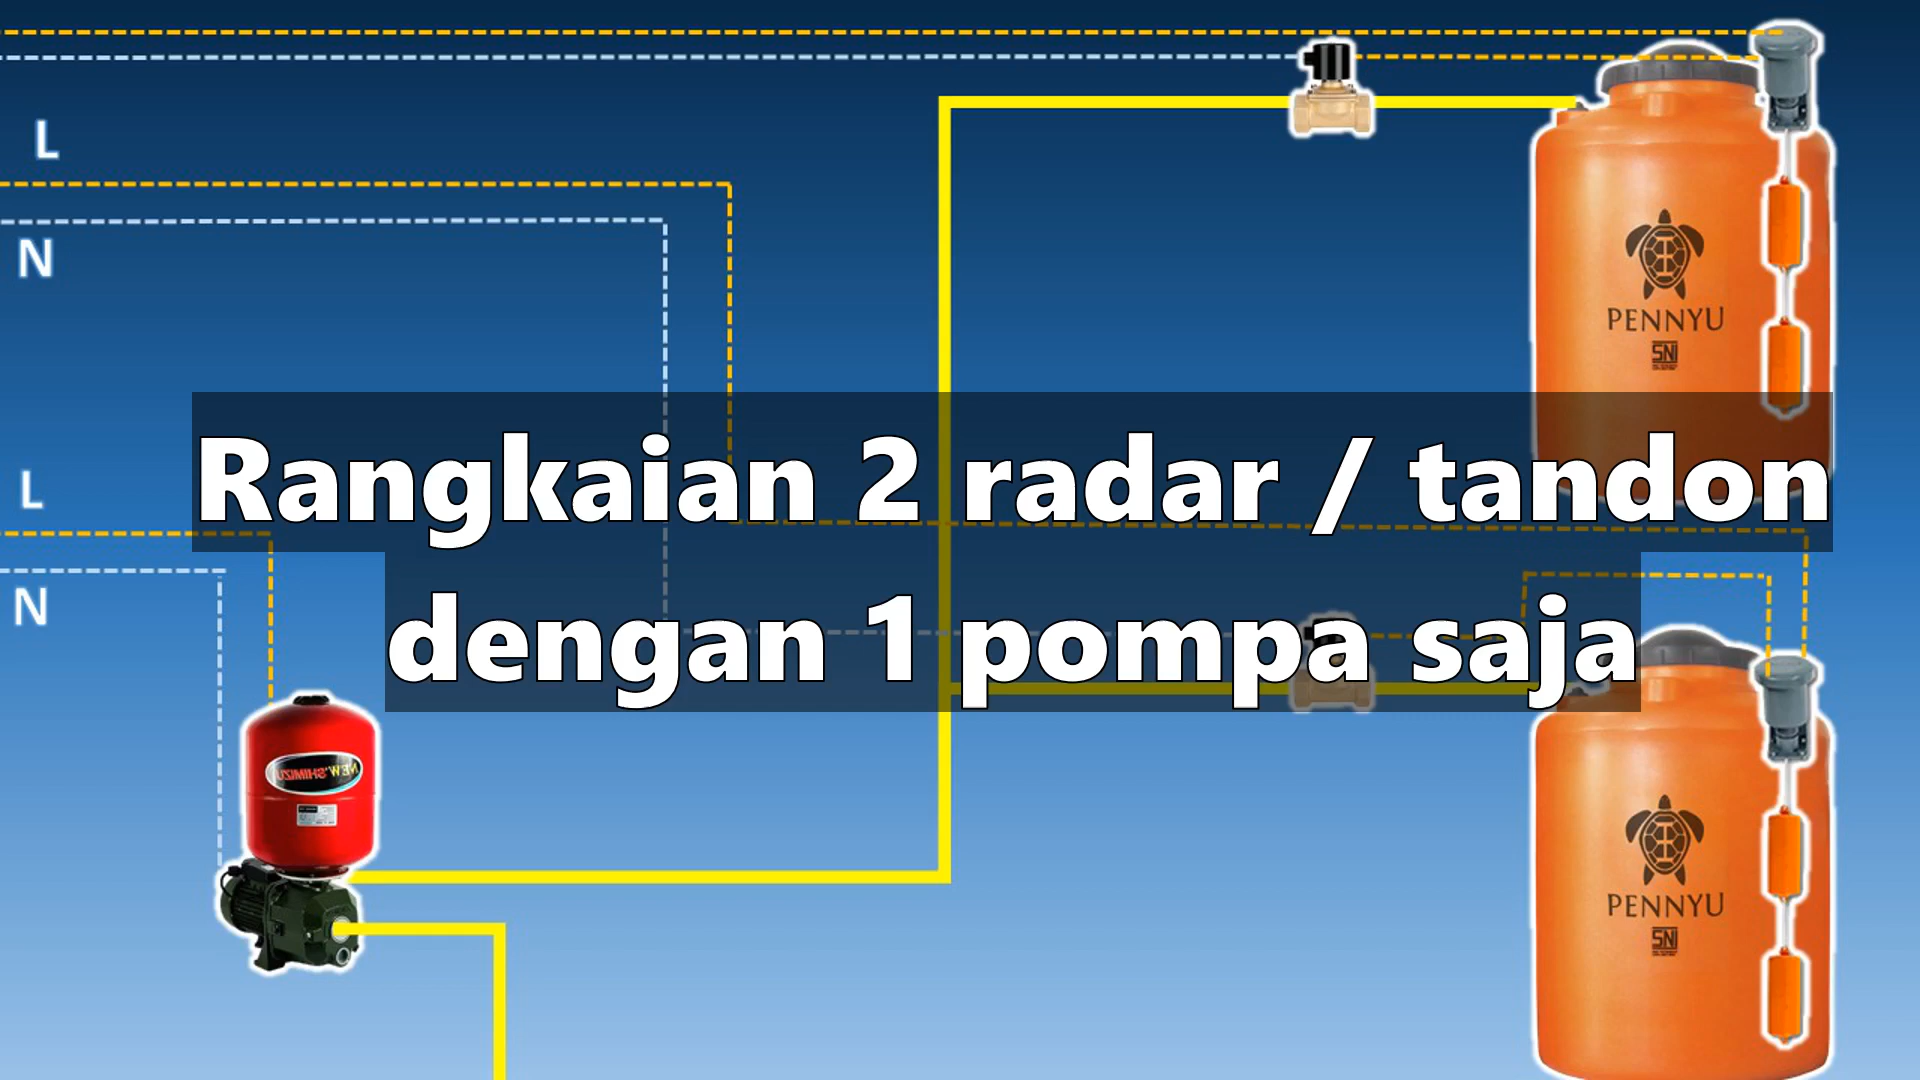 L
N
PENNYU
SNI
Rangkaian 2 radar / tandon
dengan 1 pompa saja
L
N
NEW SHIMIZU
PENNYU
SNI